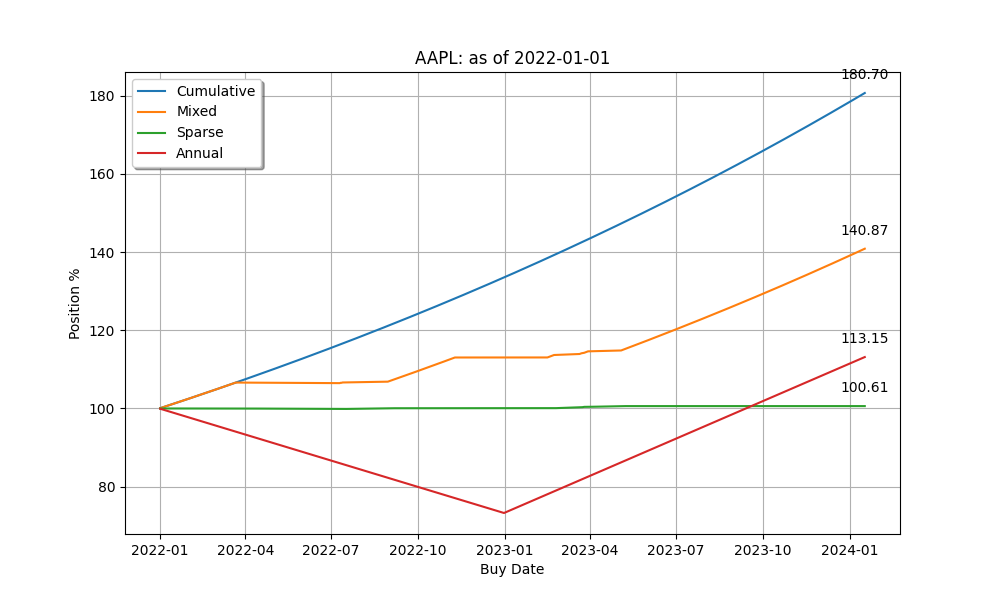 AAPL: as of 2022-01-01
180.70
Cumulative
Mixed
Sparse
Annual
140.87
113.15
100.61
Position %
180
160
140
120
100
80
2022-01 2022-04 2022-07 2022-10 2023-01 2023-04 2023-07 2023-10 2024-01
Buy Date